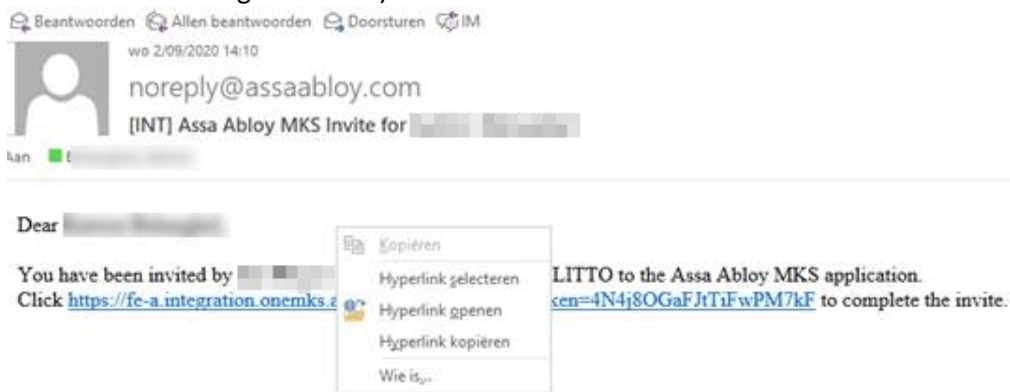 Beantwoorden Allen beantwoorden Doorsturen IM
wo 2/09/2020 14:10
noreply@assaabloy.com
[INT] Assa Abloy MKS Invite for
Aan
Dear
Kopiëren
You have been invited by LITTO to the Assa Abloy MKS application.
Hyperlink selecteren
Click https://fe-a.integration.onemks.a ken=4N4j8OGaFJtTiFwPM7kF to complete the invite.
Hyperlink openen
Hyperlink kopiëren
Wie is...